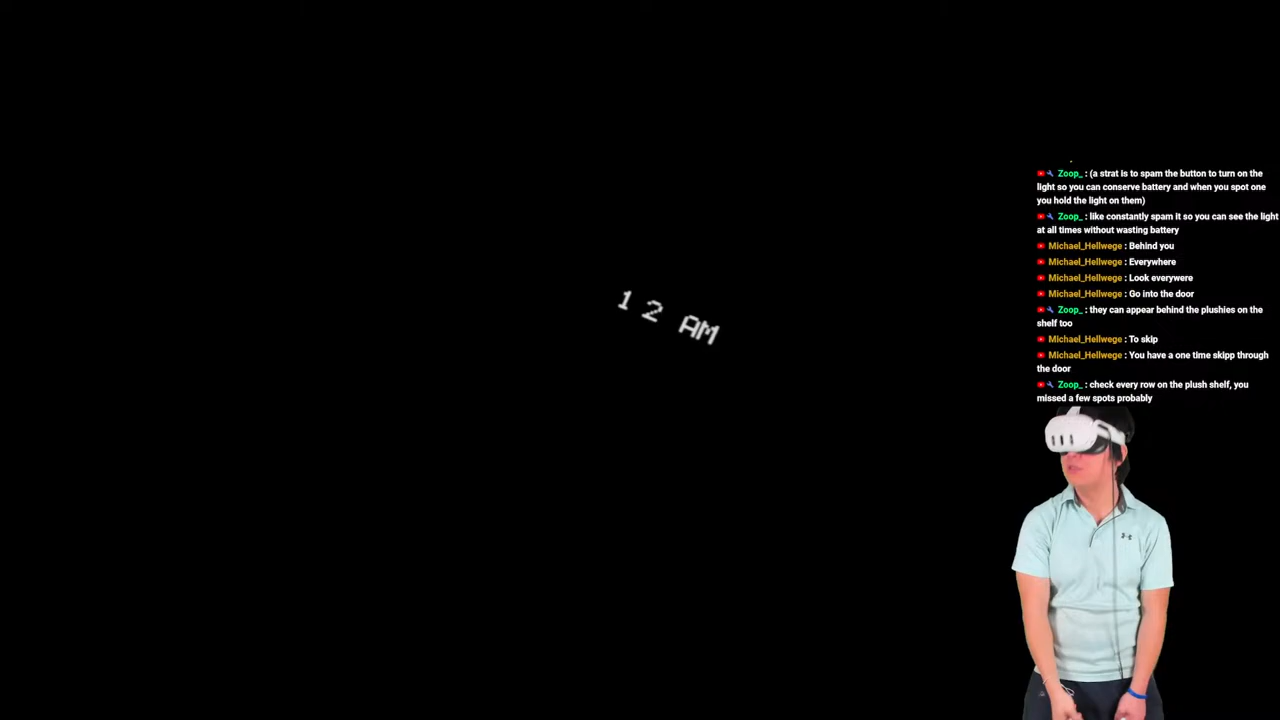 12 AM
Zoop_ : (a strat is to spam the button to turn on the
light so you can conserve battery and when you spot one
you hold the light on them)
Zoop_ : like constantly spam it so you can see the light
at all times without wasting battery
Michael_Hellwege : Behind you
Michael_Hellwege : Everywhere
Michael_Hellwege : Look everywere
Michael_Hellwege : Go into the door
Zoop_ : they can appear behind the plushies on the
shelf too
Michael_Hellwege : To skip
Michael_Hellwege : You have a one time skipp through
the door
Zoop_ : check every row on the plush shelf, you
missed a few spots probably